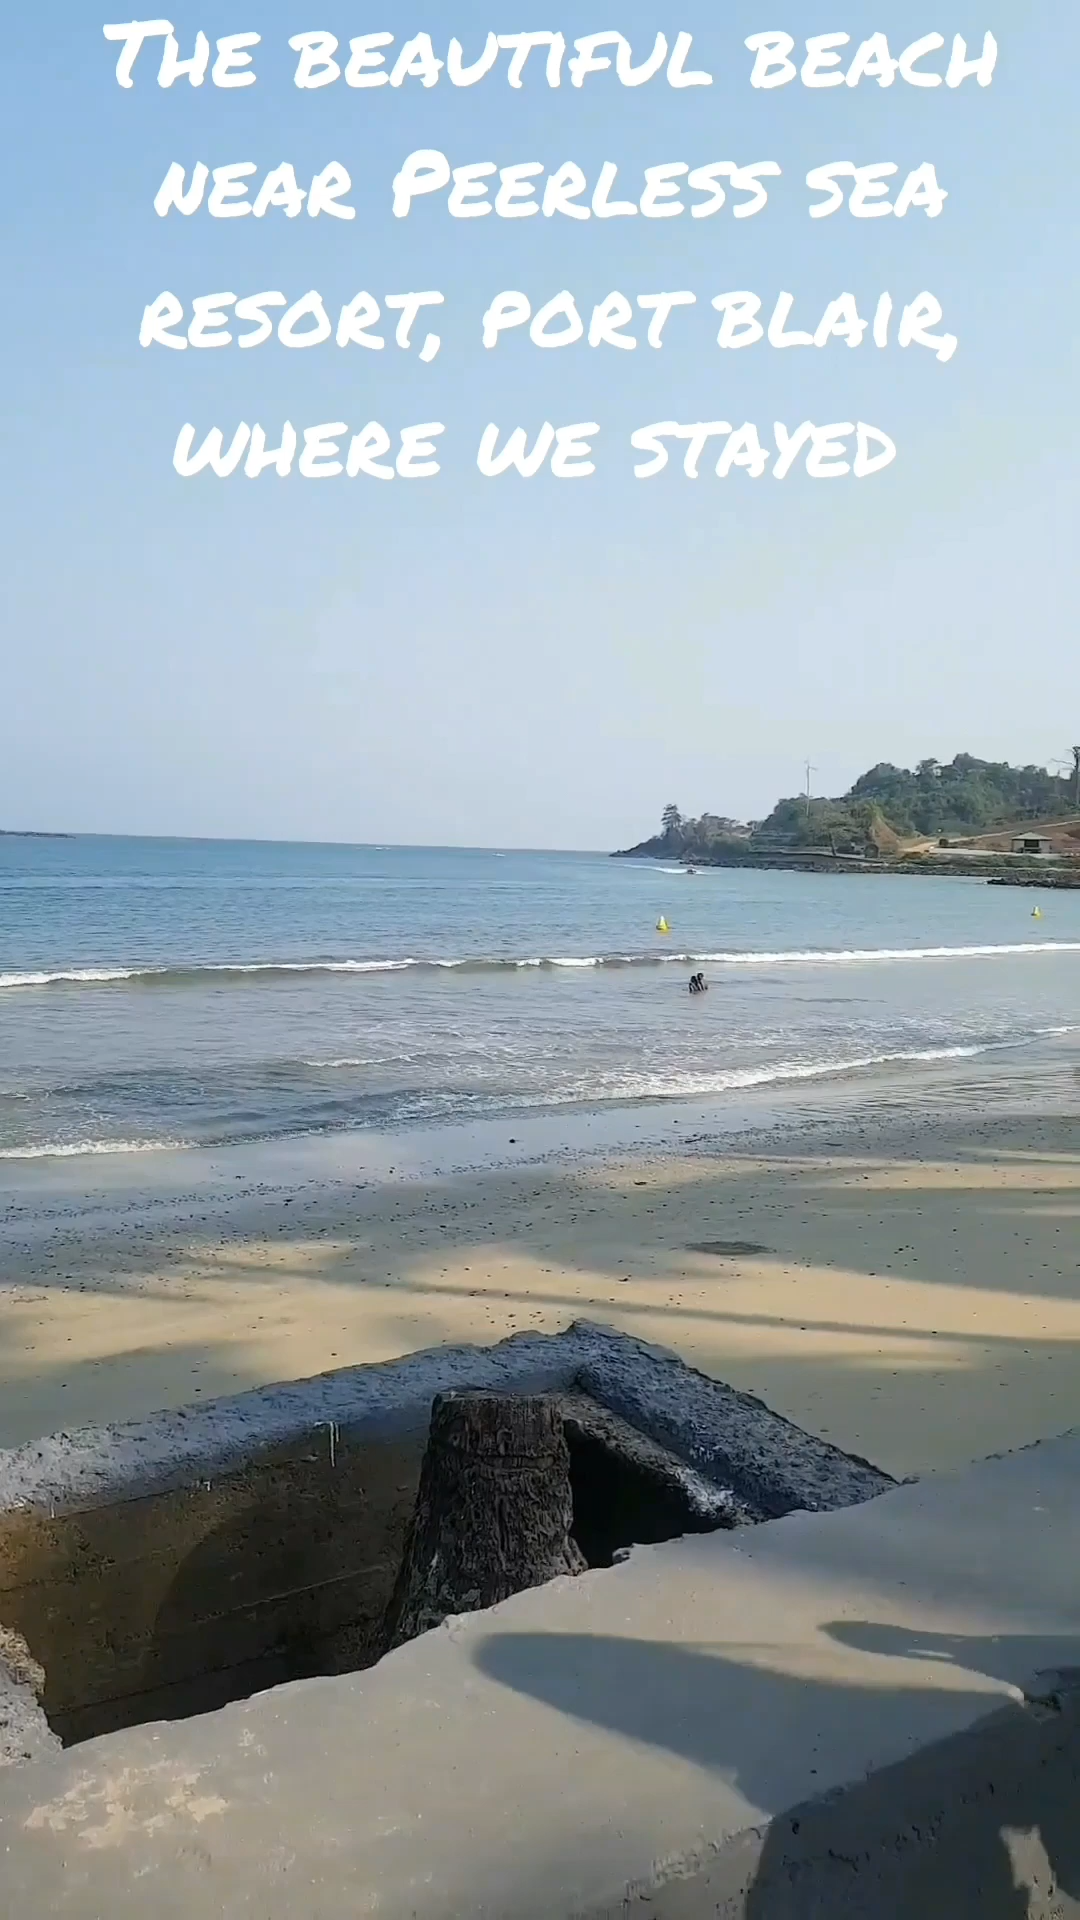 The beautiful beach
near Peerless sea
resort, port blair,
where we stayed